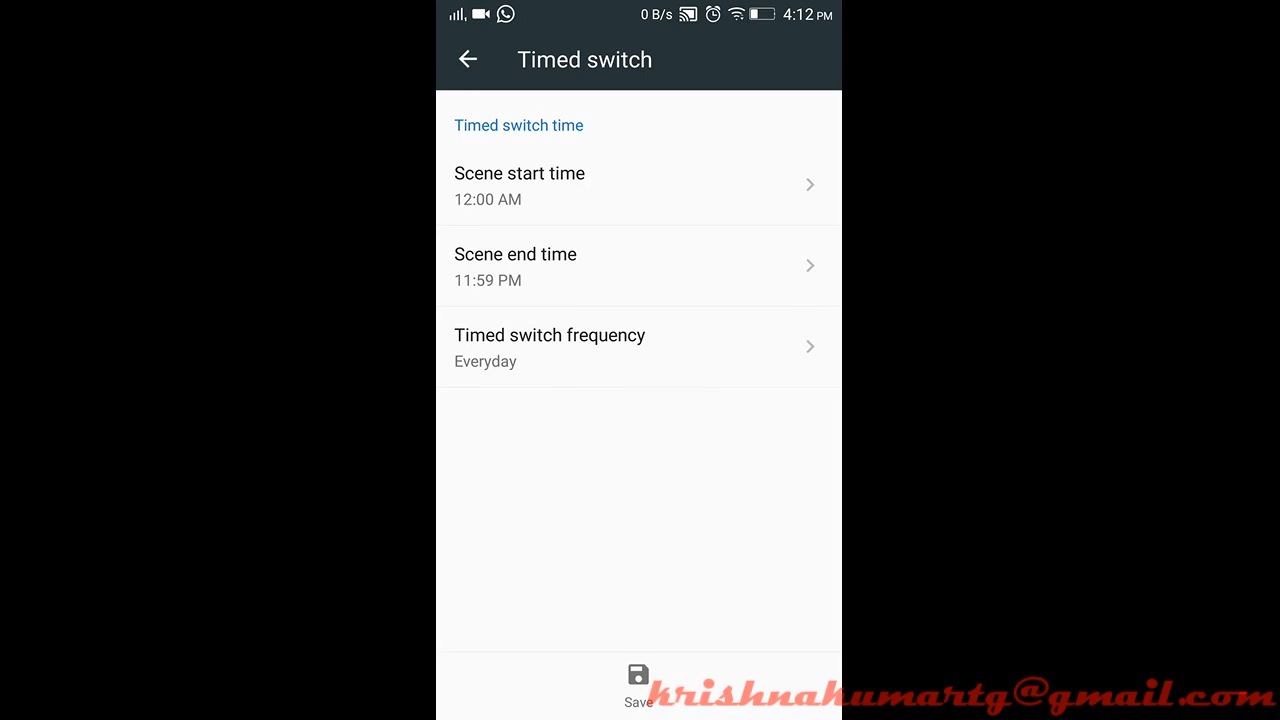 0 B/s 4:12 PM
Timed switch
Timed switch time
Scene start time
12:00 AM
Scene end time
11:59 PM
Timed switch frequency
Everyday
Save
krishnakumartg@gmail.com